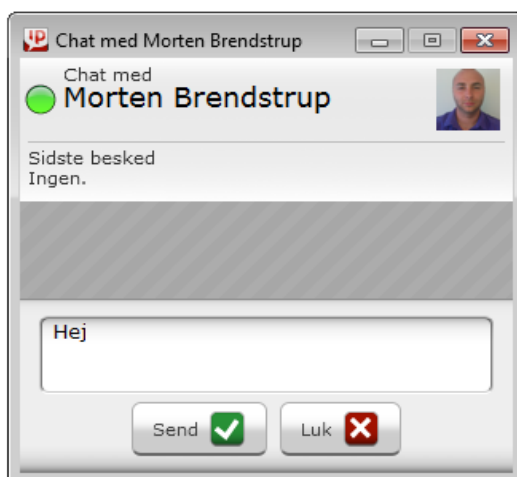 Chat med Morten Brendstrup
Chat med
Morten Brendstrup
Sidste besked
Ingen.
Hej
Send
Luk